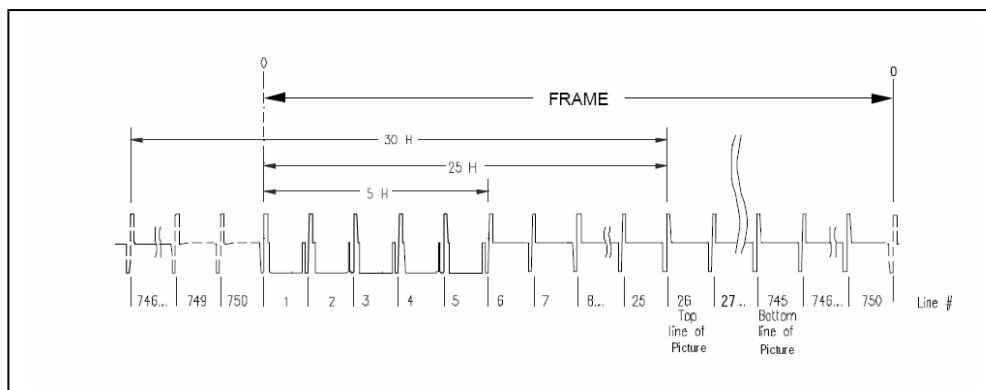 0 0
FRAME
30 H
25 H
5 H
746... 749 750 1 2 3 4 5 6 7 8... 25 26 27... 745 746... 750 Line #
Top Bottom
line of line of
Picture Picture